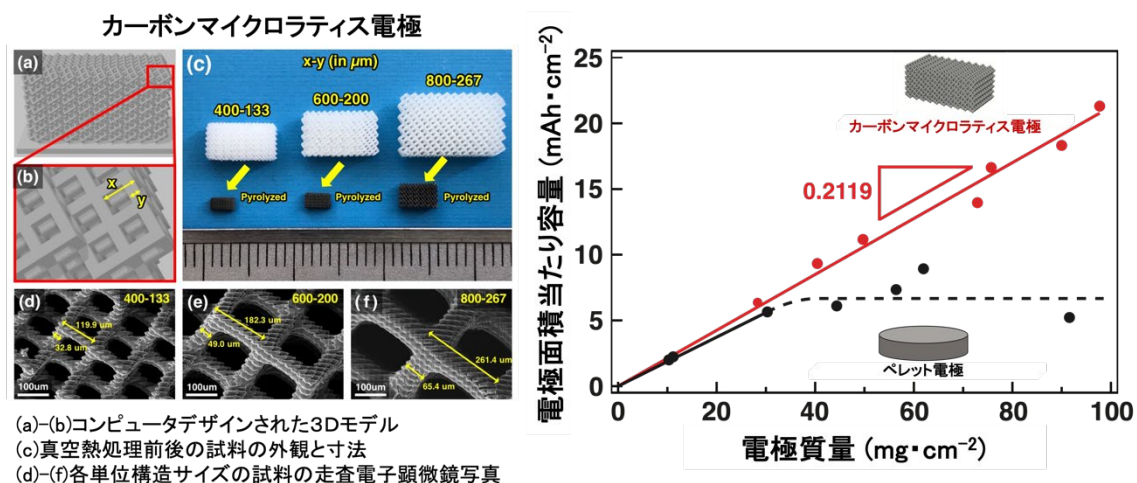 カーボンマイクロラティス電極
(a)
(b)
x
y
(c)
x-y (in µm)
400-133
600-200
800-267
Pyrolyzed
Pyrolyzed
Pyrolyzed
(d)
400-133
119.9 um
32.8 um
100um
(e)
600-200
182.3 um
49.0 um
100um
(f)
800-267
261.4 um
65.4 um
100um
(a)-(b)コンピュータデザインされた3Dモデル
(c)真空熱処理前後の試料の外観と寸法
(d)-(f)各単位構造サイズの試料の走査電子顕微鏡写真
電極面積当たり容量 (mAh・cm⁻²)
25
20
15
10
5
0
カーボンマイクロラティス電極
0.2119
ペレット電極
0
20
40
60
80
100
電極質量 (mg・cm⁻²)